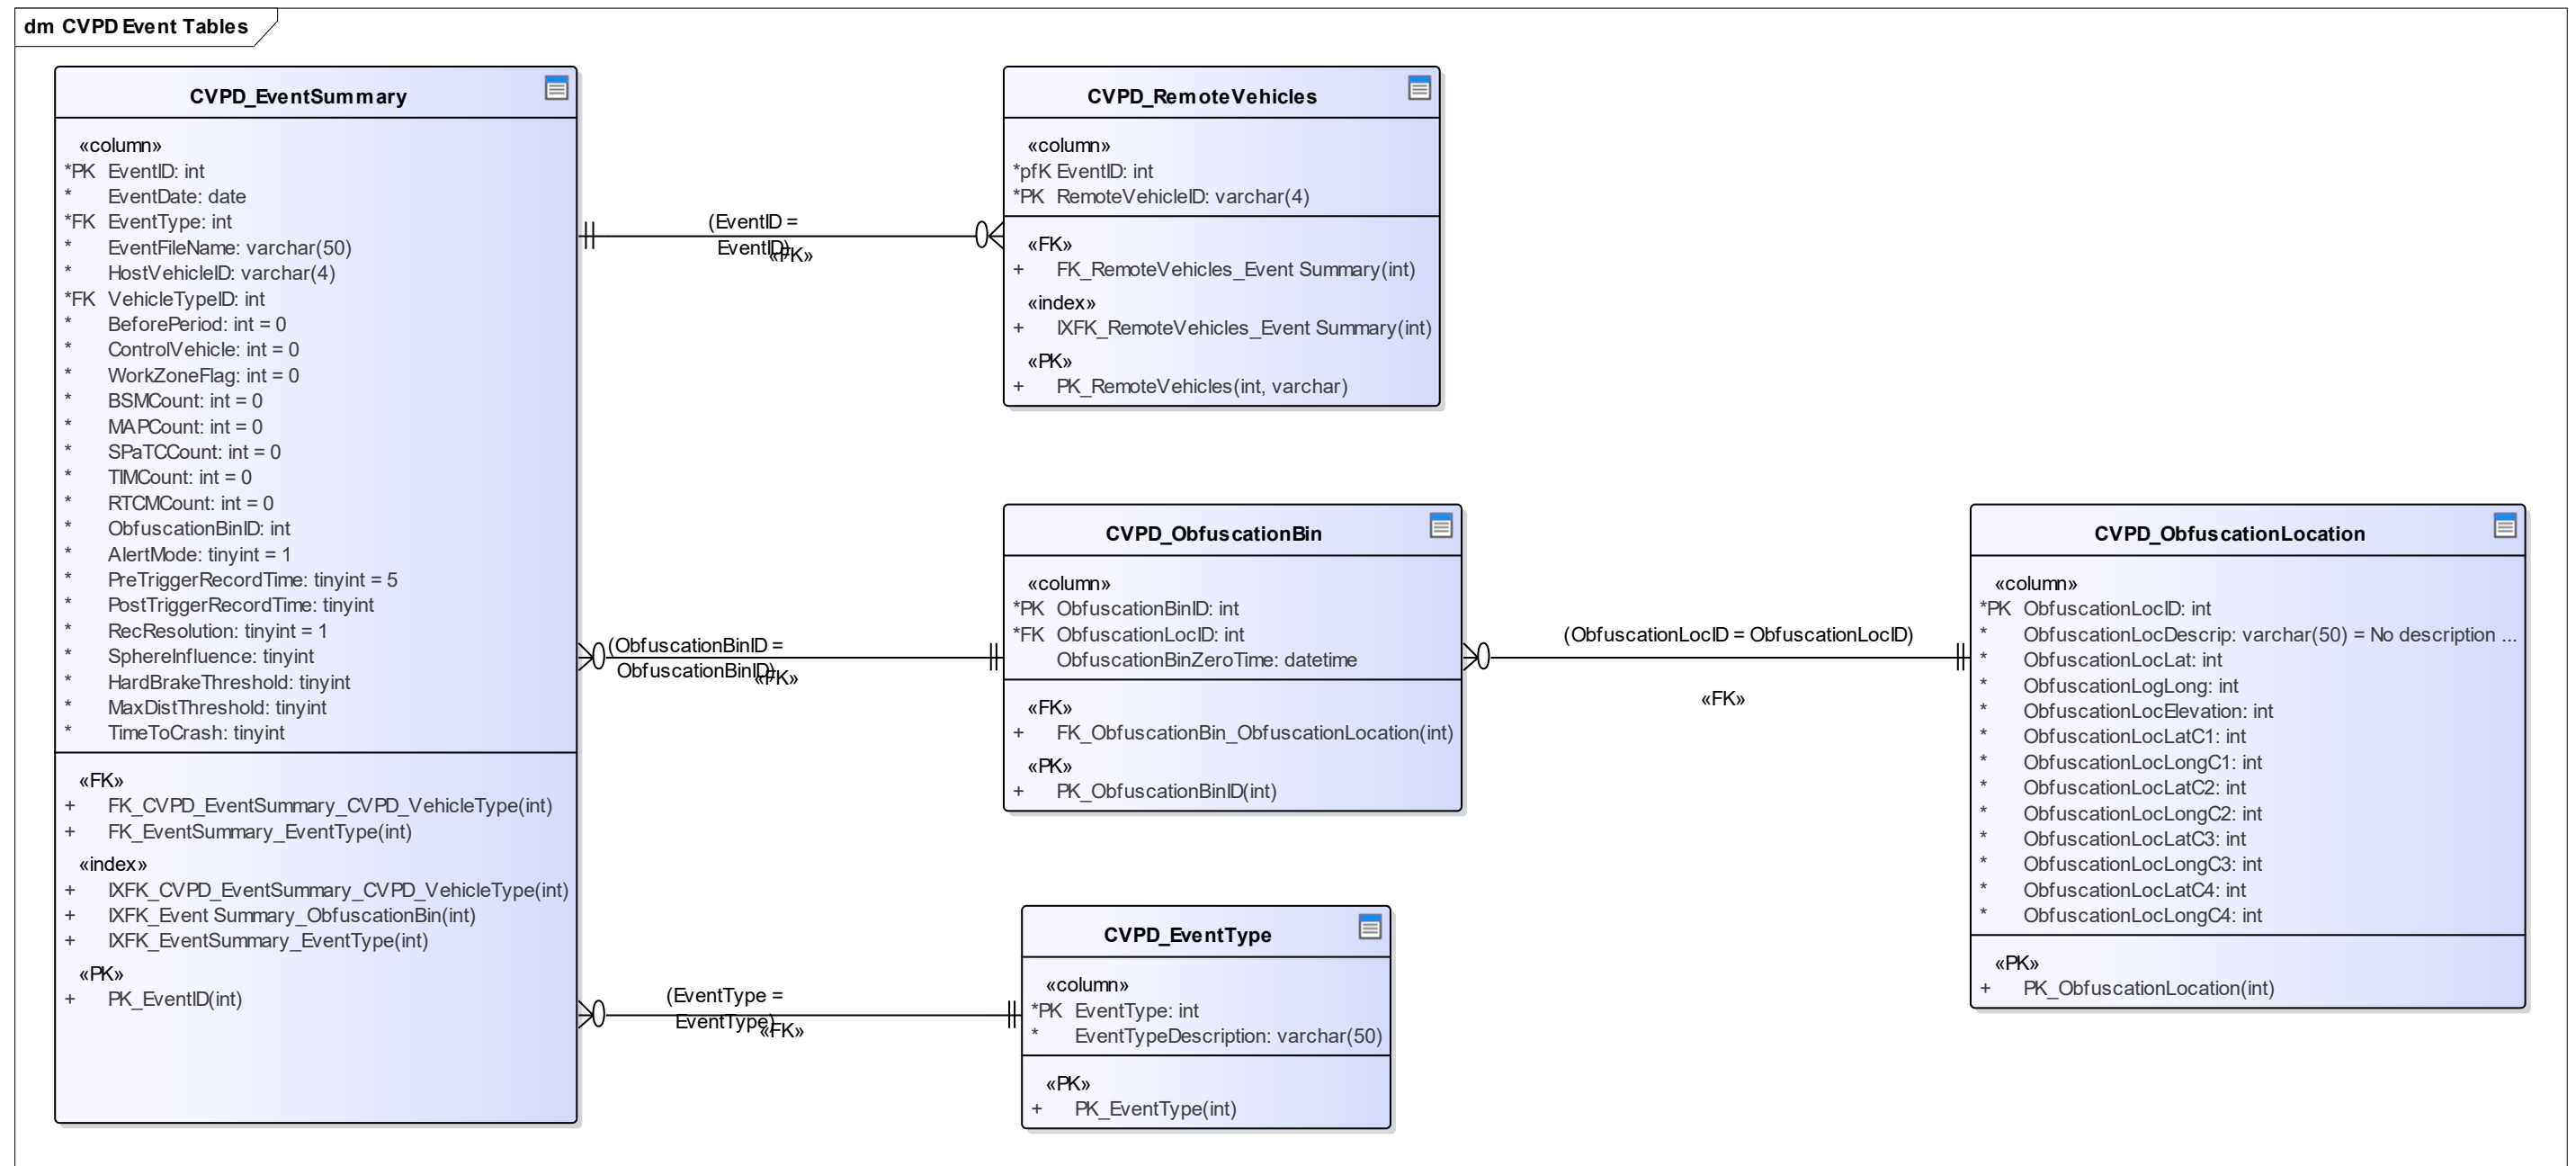 dm CVPD Event Tables
CVPD_EventSummary
«column»
*PK EventID: int
* EventDate: date
*FK EventType: int
* EventFileName: varchar(50)
* HostVehicleID: varchar(4)
*FK VehicleTypeID: int
* BeforePeriod: int = 0
* ControlVehicle: int = 0
* WorkZoneFlag: int = 0
* BSMCount: int = 0
* MAPCount: int = 0
* SPaTCCount: int = 0
* TIMCount: int = 0
* RTCMCount: int = 0
* ObfuscationBinID: int
* AlertMode: tinyint = 1
* PreTriggerRecordTime: tinyint = 5
* PostTriggerRecordTime: tinyint
* RecResolution: tinyint = 1
* SphereInfluence: tinyint
* HardBrakeThreshold: tinyint
* MaxDistThreshold: tinyint
* TimeToCrash: tinyint
«FK»
+ FK_CVPD_EventSummary_CVPD_VehicleType(int)
+ FK_EventSummary_EventType(int)
«index»
+ IXFK_CVPD_EventSummary_CVPD_VehicleType(int)
+ IXFK_Event Summary_ObfuscationBin(int)
+ IXFK_EventSummary_EventType(int)
«PK»
+ PK_EventID(int)
(EventID =
EventID)
«FK»
CVPD_RemoteVehicles
«column»
*pfK EventID: int
*PK RemoteVehicleID: varchar(4)
«FK»
+ FK_RemoteVehicles_Event Summary(int)
«index»
+ IXFK_RemoteVehicles_Event Summary(int)
«PK»
+ PK_RemoteVehicles(int, varchar)
(ObfuscationBinID =
ObfuscationBinID)
«FK»
CVPD_ObfuscationBin
«column»
*PK ObfuscationBinID: int
*FK ObfuscationLocID: int
ObfuscationBinZeroTime: datetime
«FK»
+ FK_ObfuscationBin_ObfuscationLocation(int)
«PK»
+ PK_ObfuscationBinID(int)
(ObfuscationLocID = ObfuscationLocID)
«FK»
CVPD_ObfuscationLocation
«column»
*PK ObfuscationLocID: int
* ObfuscationLocDescrip: varchar(50) = No description ...
* ObfuscationLocLat: int
* ObfuscationLogLong: int
* ObfuscationLocElevation: int
* ObfuscationLocLatC1: int
* ObfuscationLocLongC1: int
* ObfuscationLocLatC2: int
* ObfuscationLocLongC2: int
* ObfuscationLocLatC3: int
* ObfuscationLocLongC3: int
* ObfuscationLocLatC4: int
* ObfuscationLocLongC4: int
«PK»
+ PK_ObfuscationLocation(int)
(EventType =
EventType)
«FK»
CVPD_EventType
«column»
*PK EventType: int
* EventTypeDescription: varchar(50)
«PK»
+ PK_EventType(int)